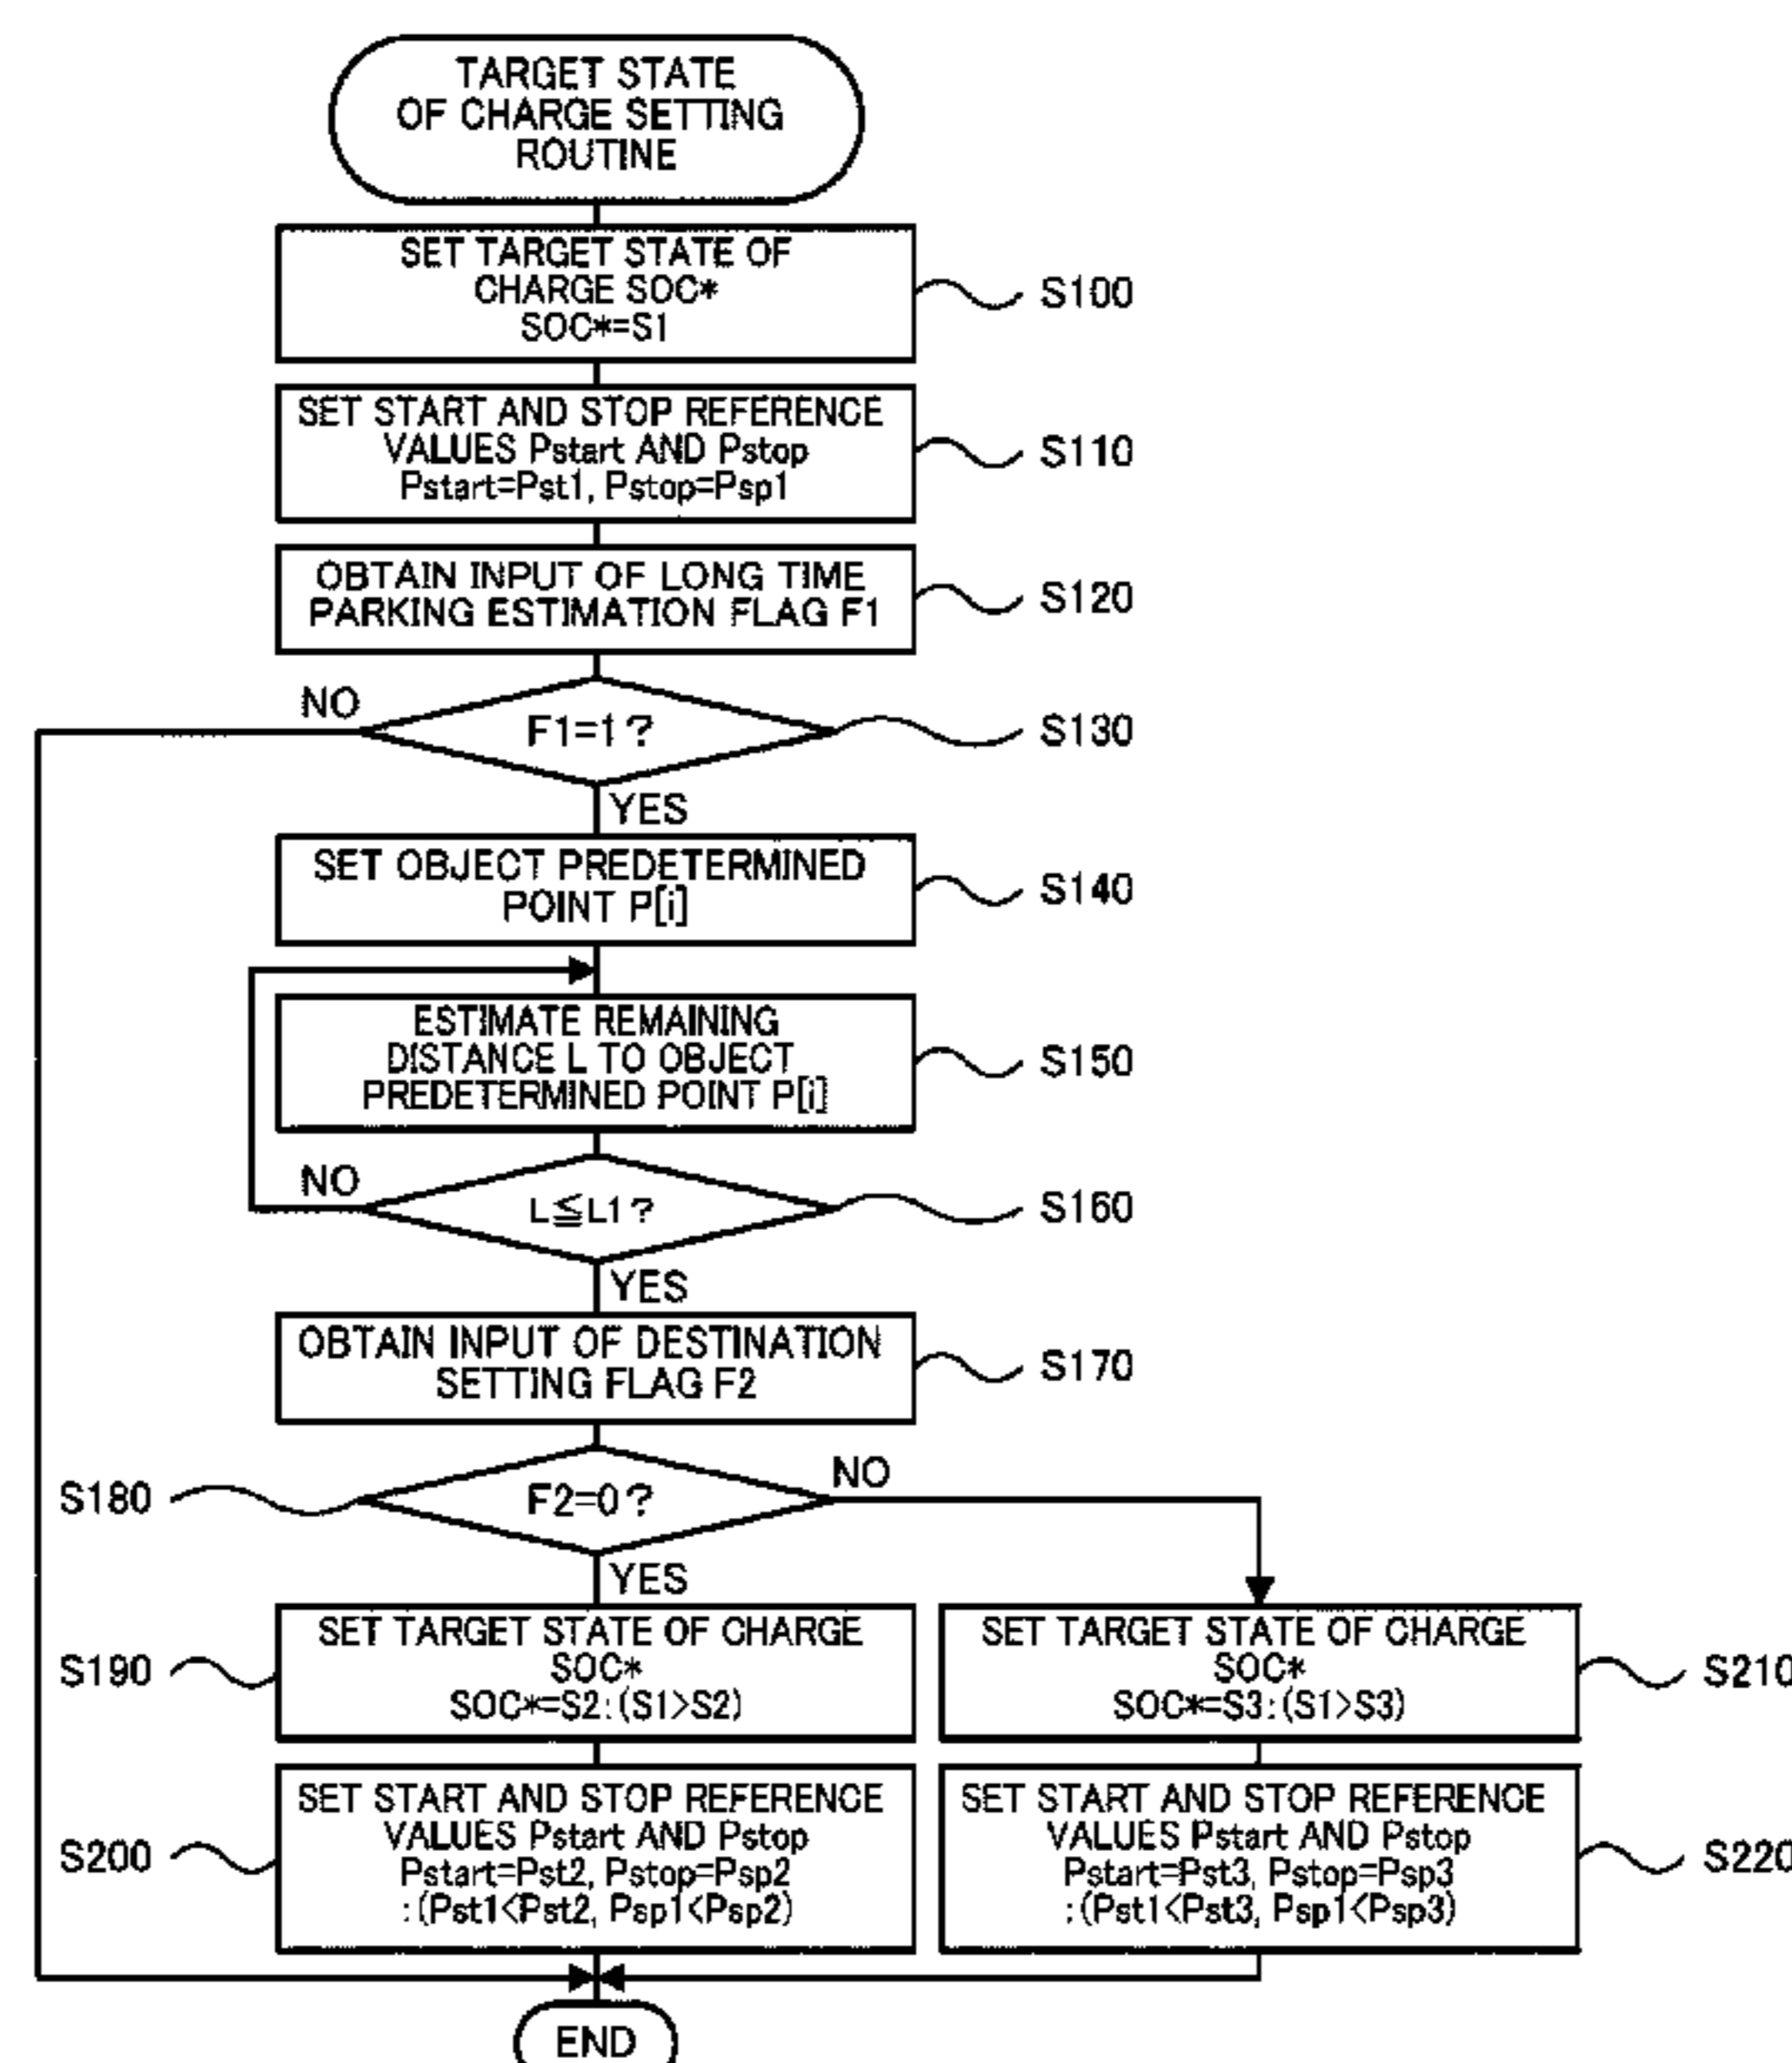 TARGET STATE
OF CHARGE SETTING
ROUTINE
SET TARGET STATE OF
CHARGE SOC*
SOC*=S1
S100
SET START AND STOP REFERENCE
VALUES Pstart AND Pstop
Pstart=Pst1, Pstop=Psp1
S110
OBTAIN INPUT OF LONG TIME
PARKING ESTIMATION FLAG F1
S120
NO
F1=1?
S130
YES
SET OBJECT PREDETERMINED
POINT P[i]
S140
ESTIMATE REMAINING
DISTANCE L TO OBJECT
PREDETERMINED POINT P[i]
S150
NO
L≦L1?
S160
YES
OBTAIN INPUT OF DESTINATION
SETTING FLAG F2
S170
S180
F2=0?
NO
YES
S190
SET TARGET STATE OF CHARGE
SOC*
SOC*=S2:(S1>S2)
SET TARGET STATE OF CHARGE
SOC*
SOC*=S3:(S1>S3)
S210
S200
SET START AND STOP REFERENCE
VALUES Pstart AND Pstop
Pstart=Pst2, Pstop=Psp2
:(Pst1<Pst2, Psp1<Psp2)
SET START AND STOP REFERENCE
VALUES Pstart AND Pstop
Pstart=Pst3, Pstop=Psp3
:(Pst1<Pst3, Psp1<Psp3)
S220
END